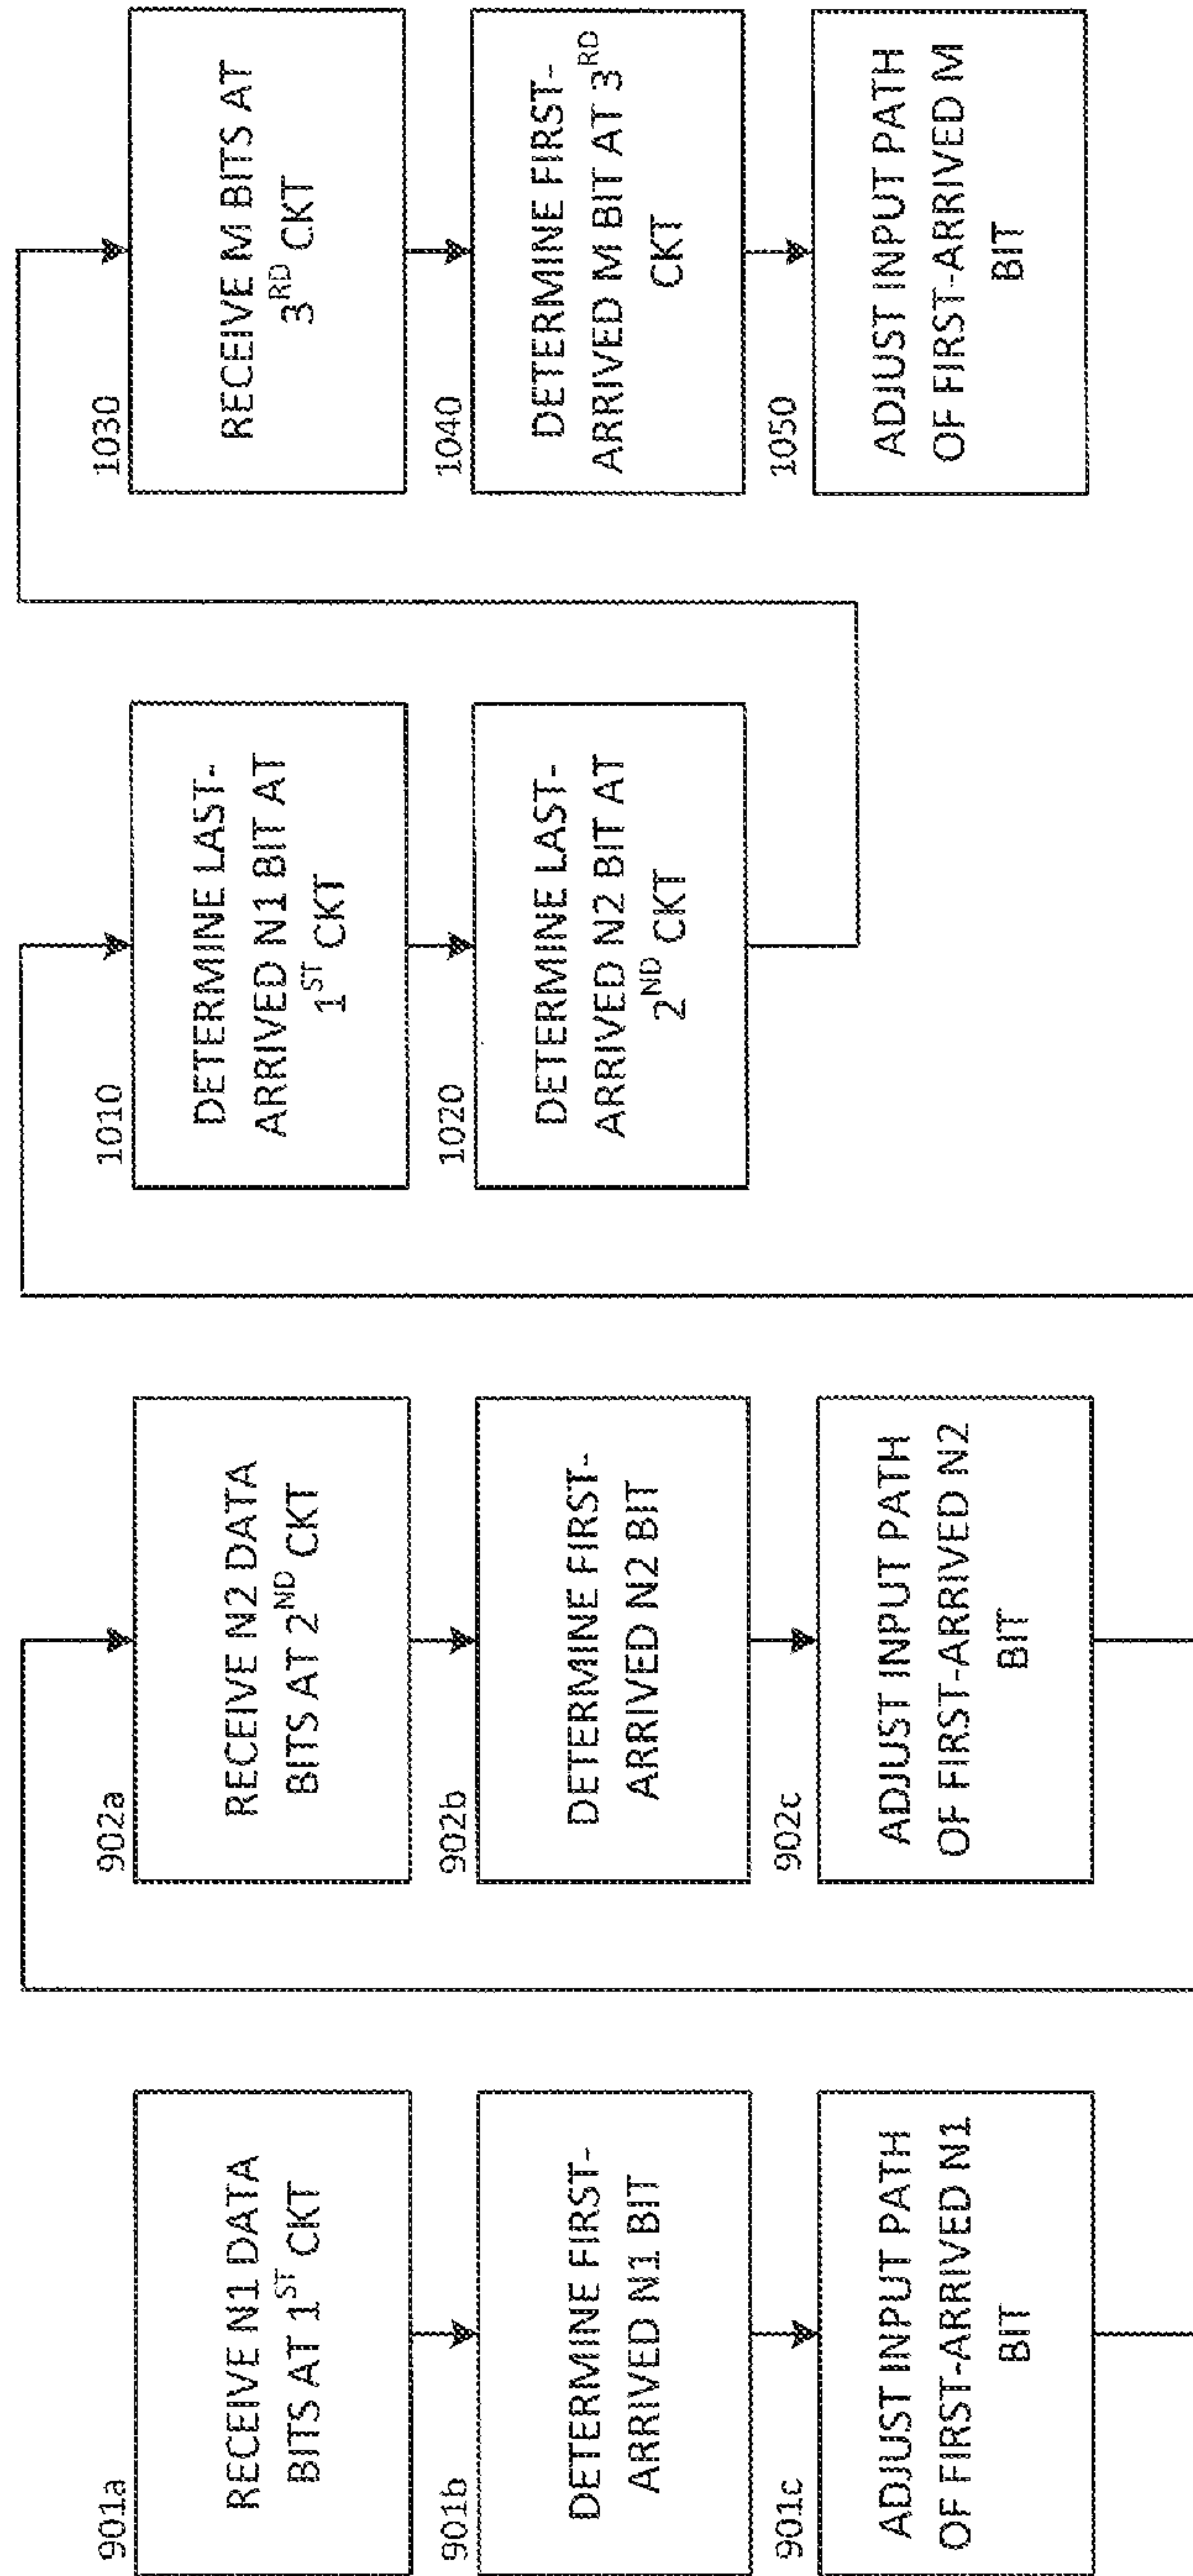 901a
RECEIVE N1 DATA
BITS AT 1ST CKT
901b
DETERMINE FIRST-
ARRIVED N1 BIT
901c
ADJUST INPUT PATH
OF FIRST-ARRIVED N1
BIT
902a
RECEIVE N2 DATA
BITS AT 2ND CKT
902b
DETERMINE FIRST-
ARRIVED N2 BIT
902c
ADJUST INPUT PATH
OF FIRST-ARRIVED N2
BIT
1010
DETERMINE LAST-
ARRIVED N1 BIT AT
1ST CKT
1020
DETERMINE LAST-
ARRIVED N2 BIT AT
2ND CKT
1030
RECEIVE M BITS AT
3RD CKT
1040
DETERMINE FIRST-
ARRIVED M BIT AT 3RD
CKT
1050
ADJUST INPUT PATH
OF FIRST-ARRIVED M
BIT